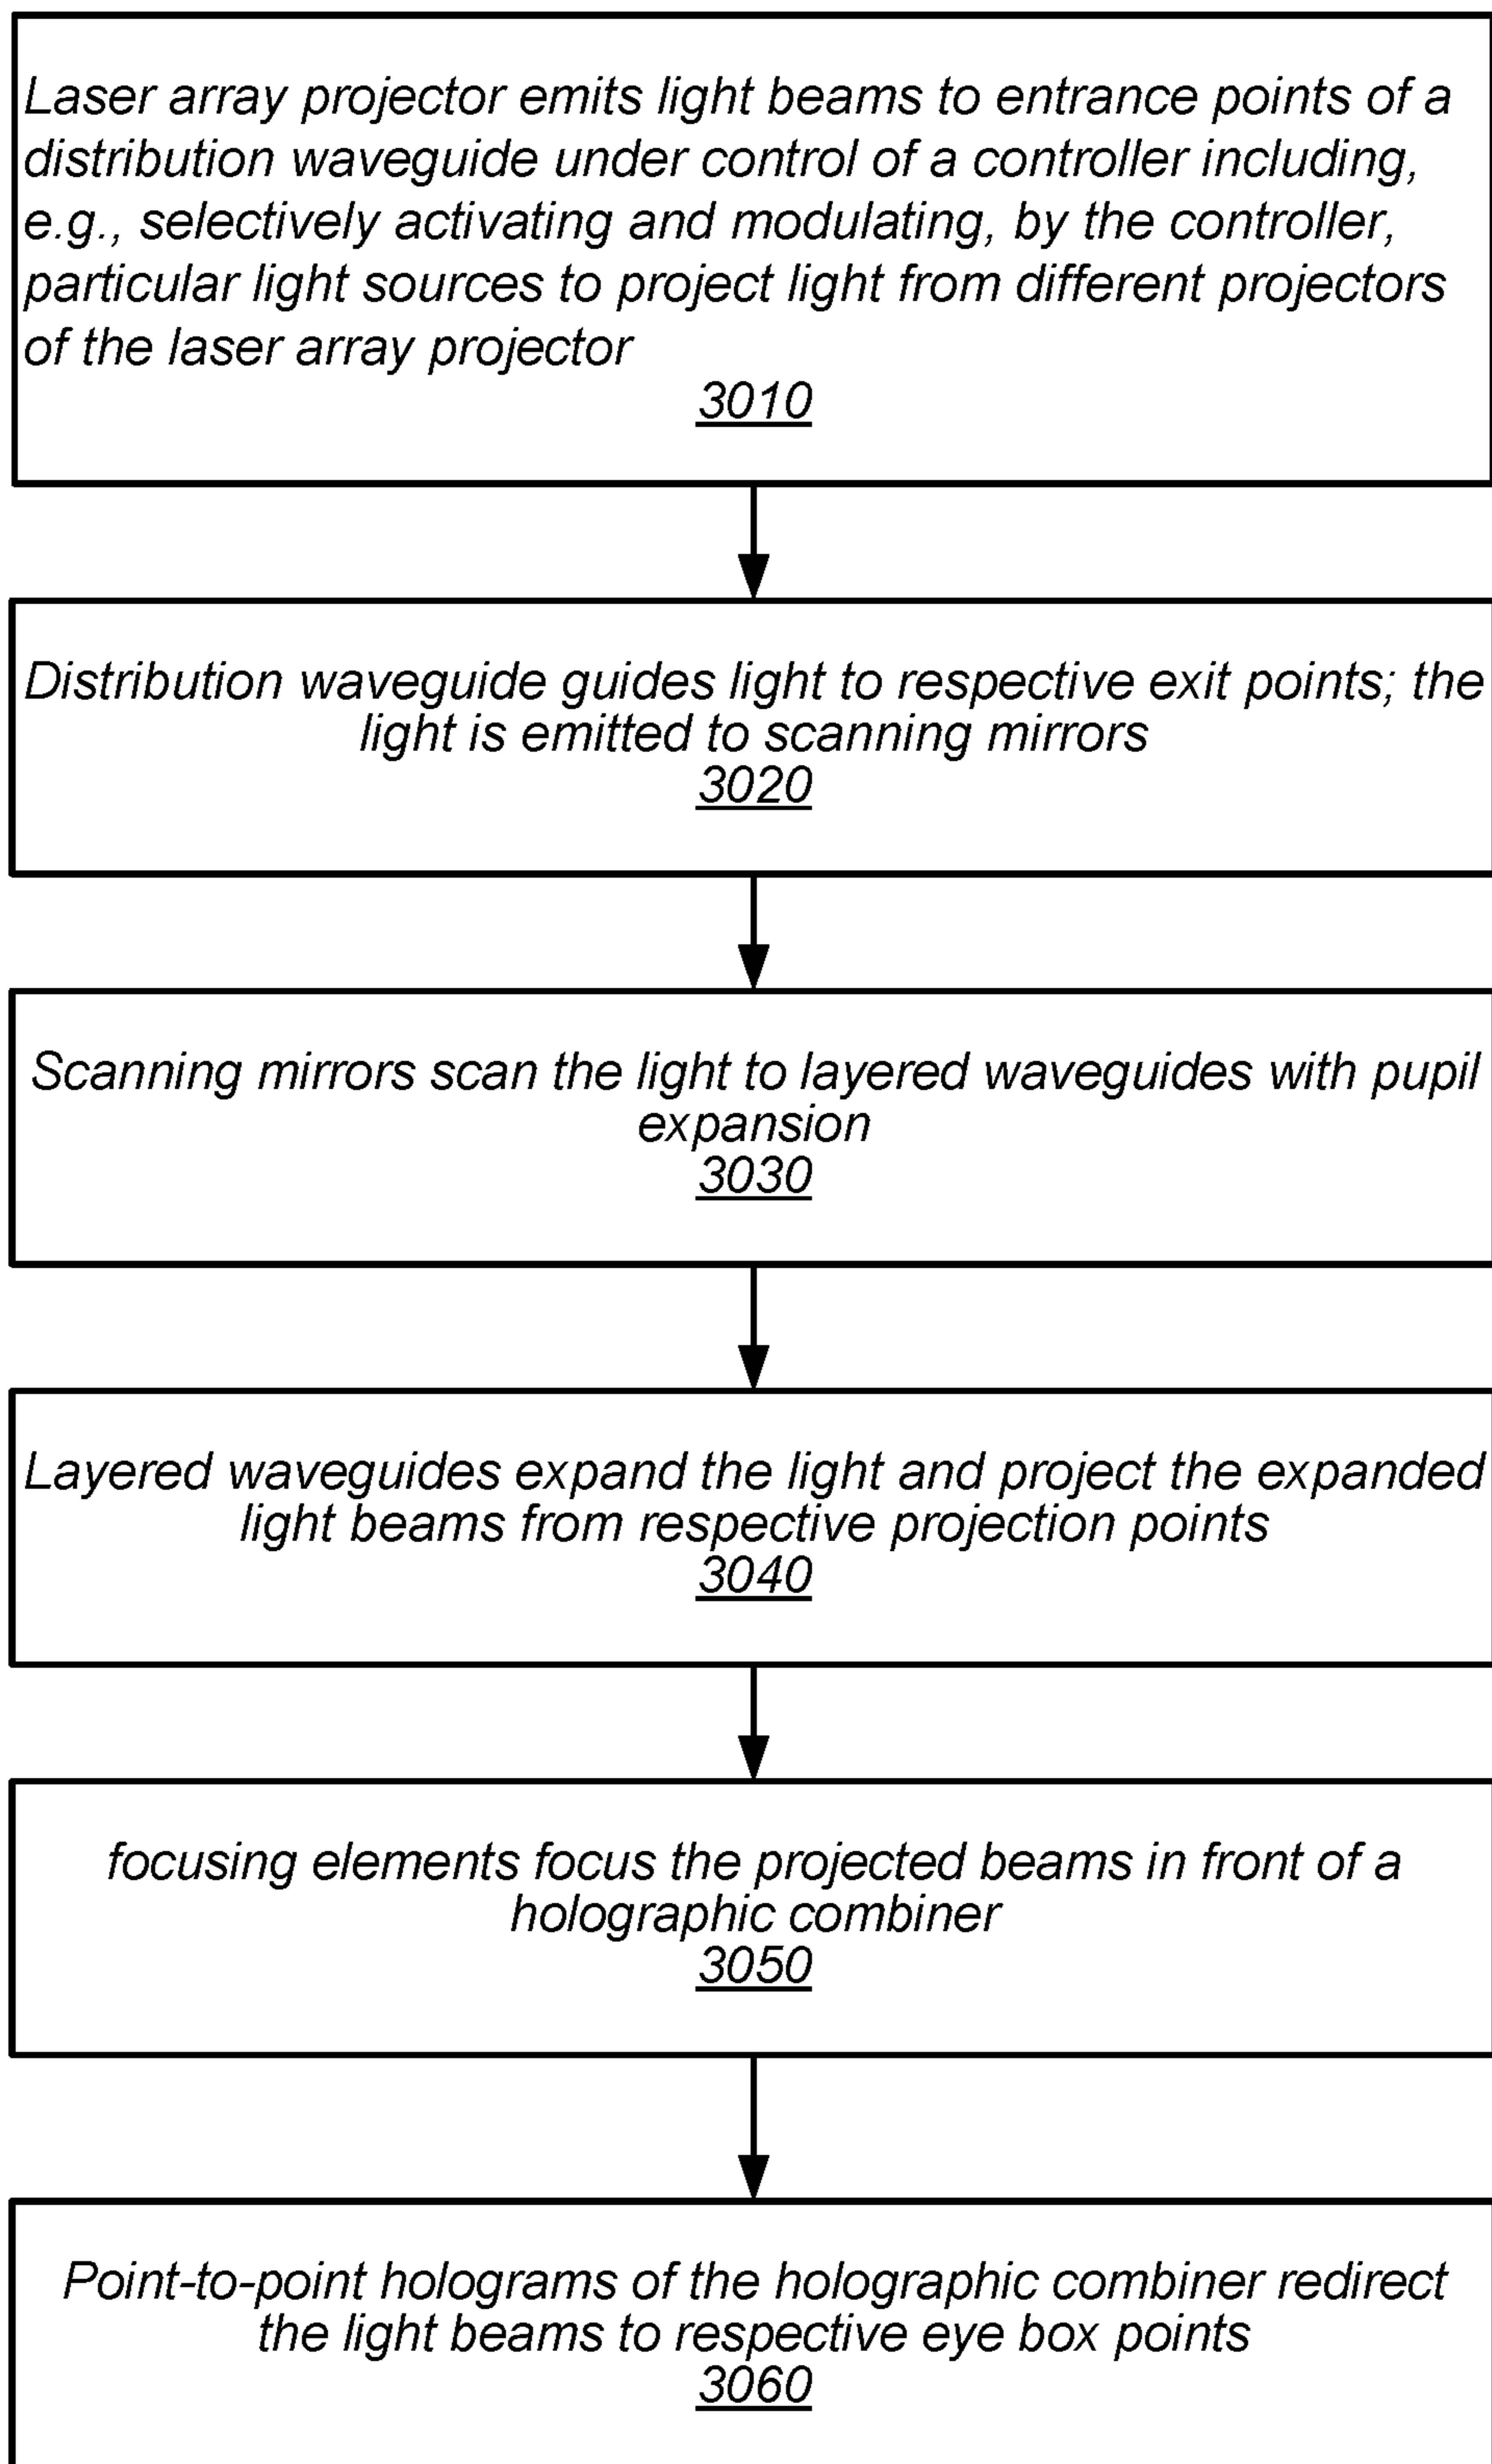 Laser array projector emits light beams to entrance points of a
distribution waveguide under control of a controller including,
e.g., selectively activating and modulating, by the controller,
particular light sources to project light from different projectors
of the laser array projector
3010
Distribution waveguide guides light to respective exit points; the
light is emitted to scanning mirrors
3020
Scanning mirrors scan the light to layered waveguides with pupil
expansion
3030
Layered waveguides expand the light and project the expanded
light beams from respective projection points
3040
focusing elements focus the projected beams in front of a
holographic combiner
3050
Point-to-point holograms of the holographic combiner redirect
the light beams to respective eye box points
3060